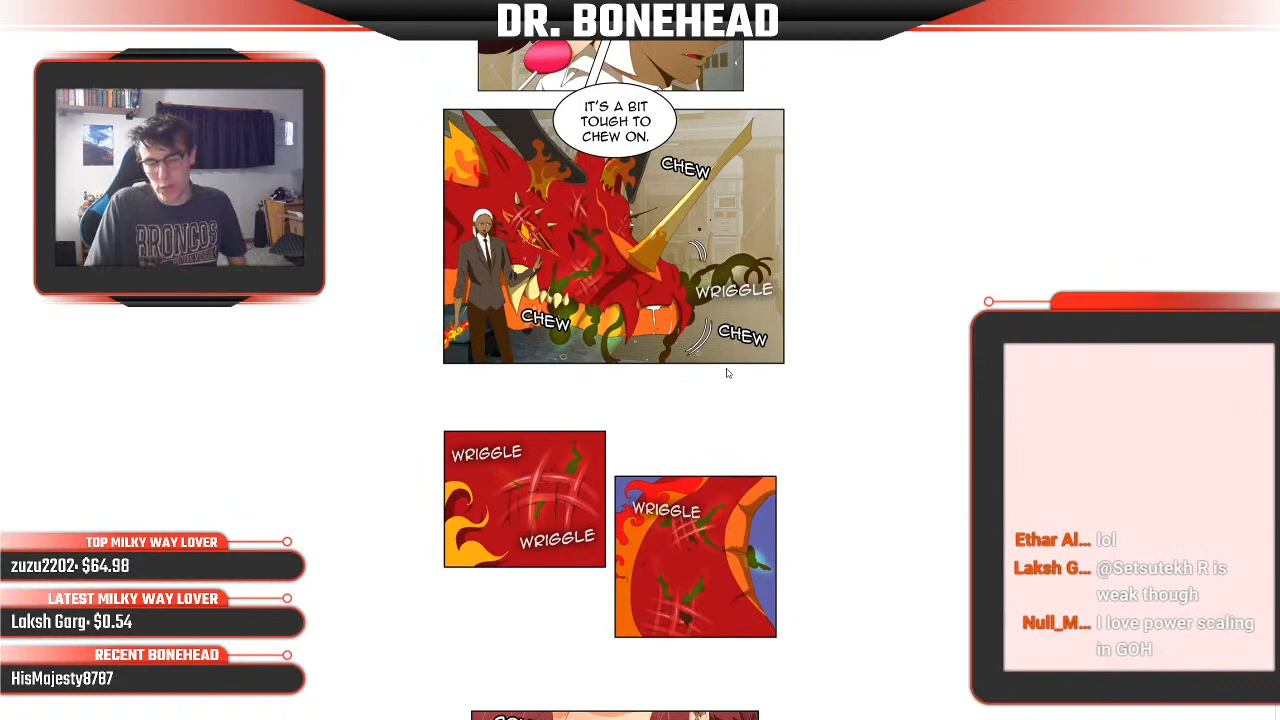 DR. BONEHEAD
IT'S A BIT
TOUGH TO
CHEW ON.
CHEW
WRIGGLE
CHEW
CHEW
WRIGGLE
WRIGGLE
WRIGGLE
BRONCOS
TOP MILKY WAY LOVER
zuzu2202· $64.98
LATEST MILKY WAY LOVER
Laksh Garg· $0.54
RECENT BONEHEAD
HisMajesty8787
Ethar Al... lol
Laksh G... @Setsutekh R is
weak though
Null_M... I love power scaling
in GOH